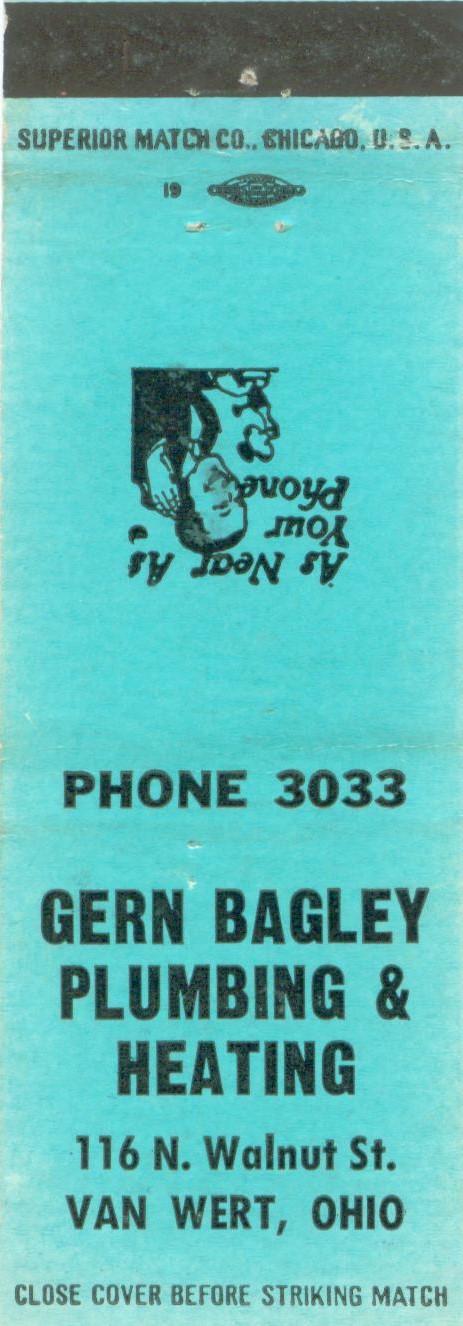 SUPERIOR MATCH CO., CHICAGO, U.S.A.
19
As Near As
Your
Phone
PHONE 3033
GERN BAGLEY
PLUMBING &
HEATING
116 N. Walnut St.
VAN WERT, OHIO
CLOSE COVER BEFORE STRIKING MATCH